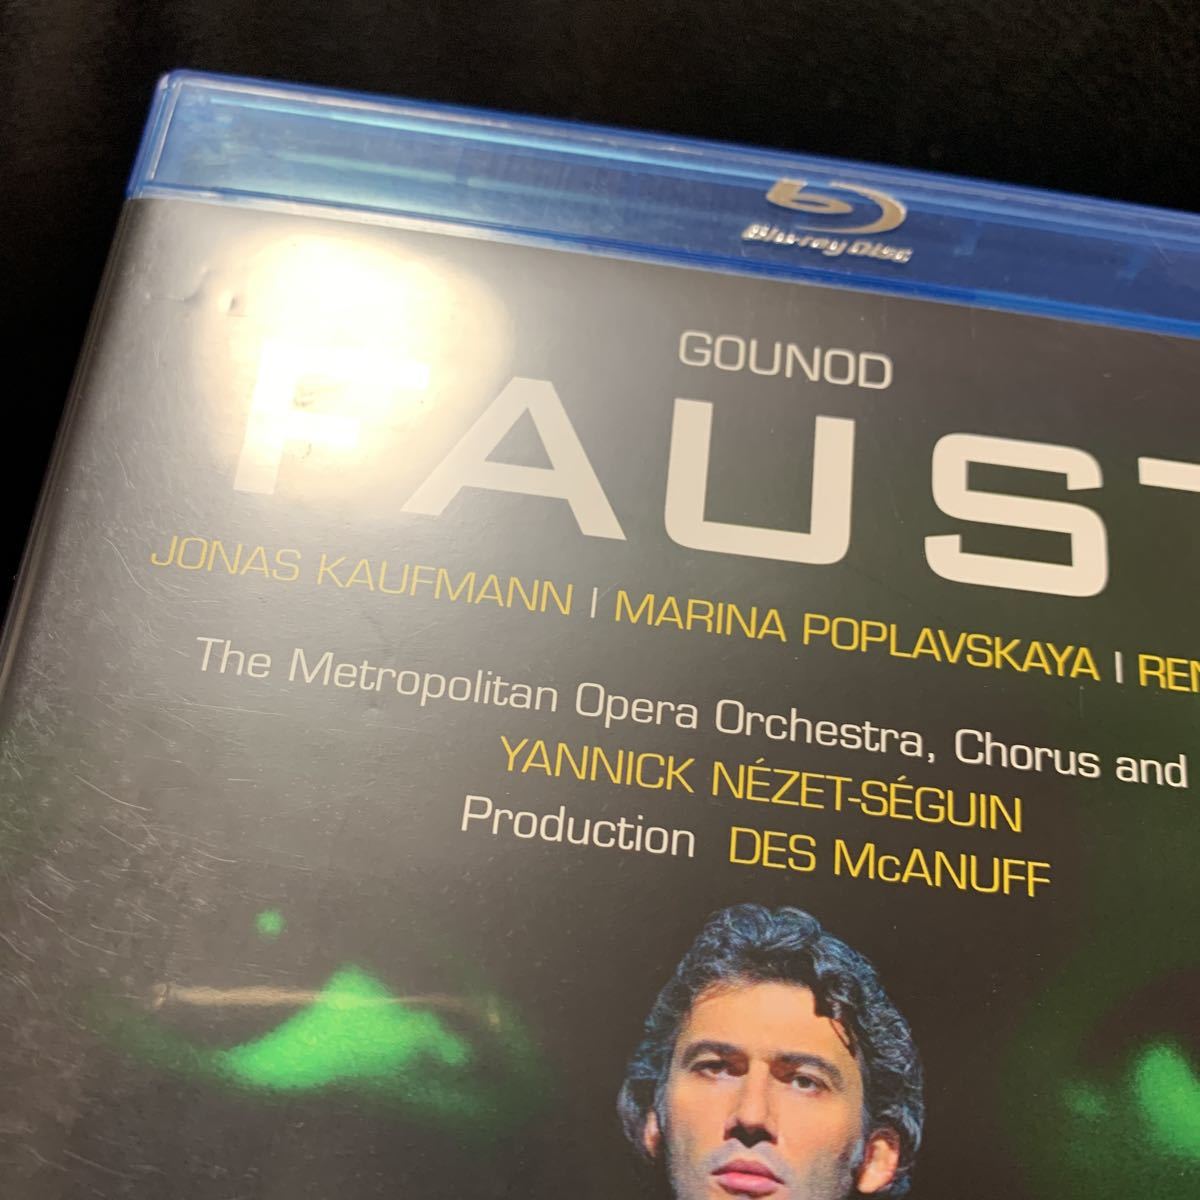 Blu-ray Disc
GOUNOD
FAUST
JONAS KAUFMANN | MARINA POPLAVSKAYA |
The Metropolitan Opera Orchestra, Chorus and
YANNICK NÉZET-SÉGUIN
Production DES McANUFF